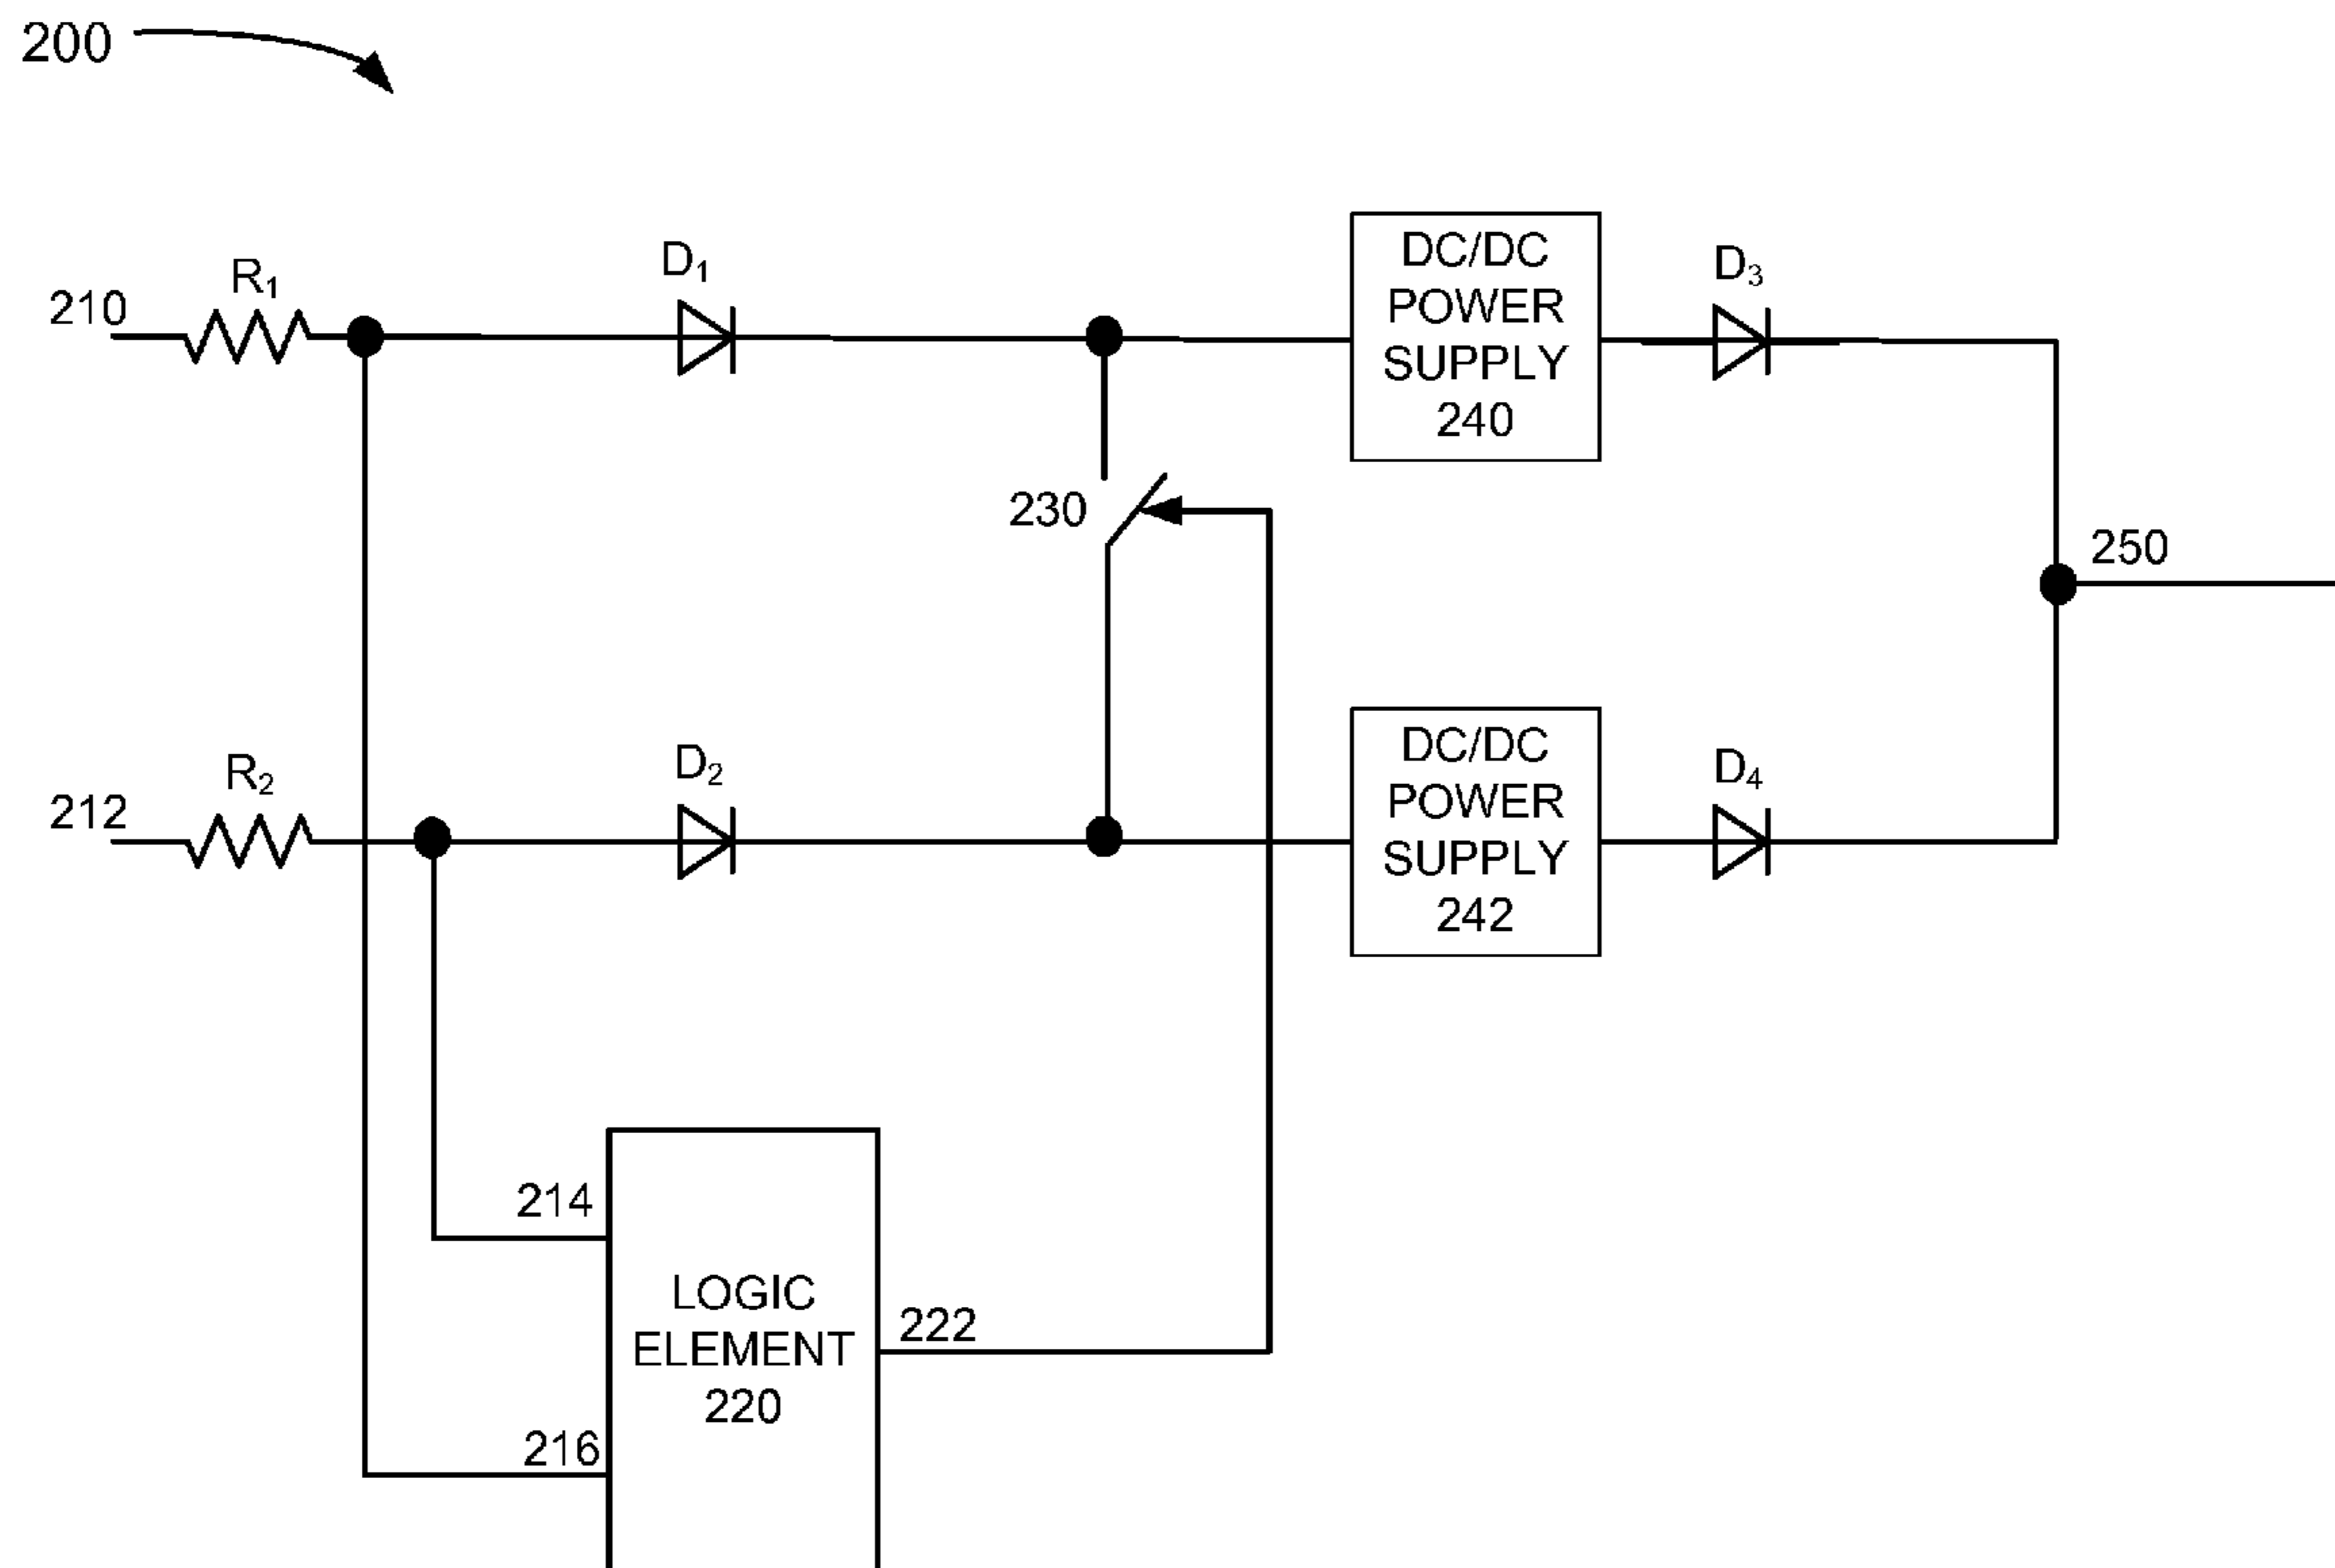 200
R₁
D₁
D₃
210
DC/DC
POWER
SUPPLY
240
230
250
R₂
D₂
D₄
212
DC/DC
POWER
SUPPLY
242
214
LOGIC
ELEMENT
220
222
216